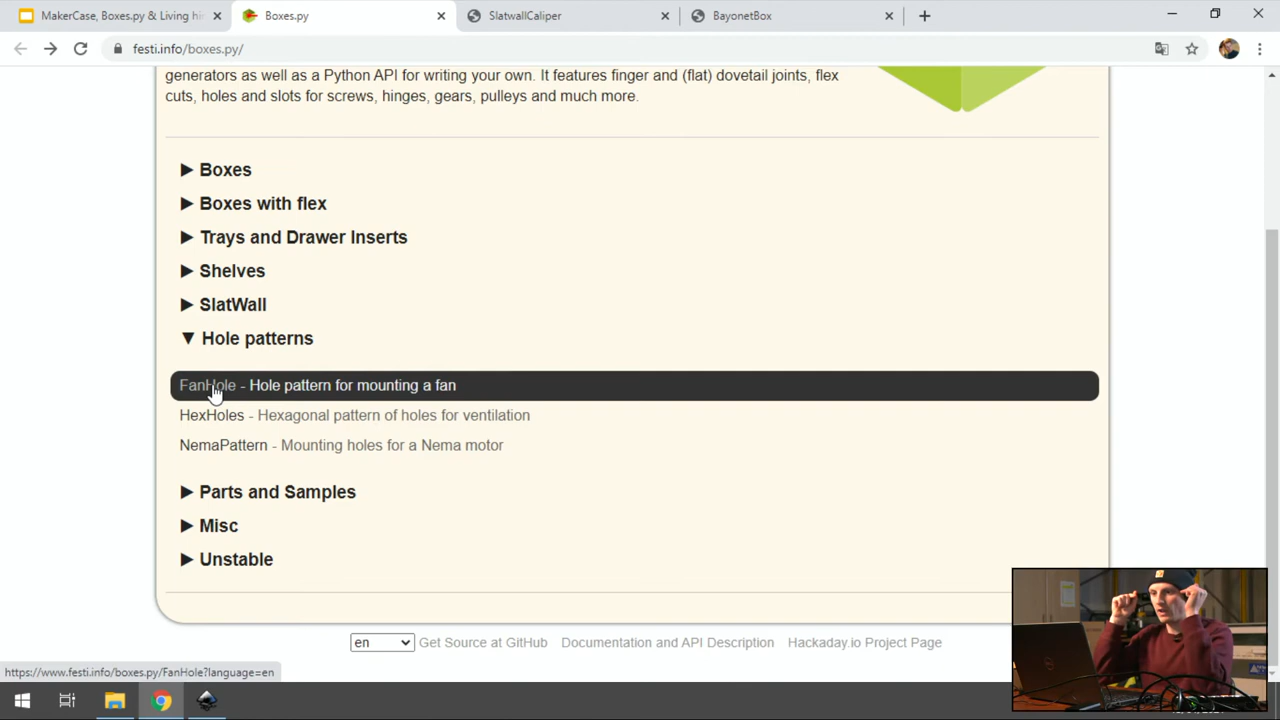 MakerCase, Boxes.py & Living hi
Boxes.py
SlatwallCaliper
BayonetBox
festi.info/boxes.py/
generators as well as a Python API for writing your own. It features finger and (flat) dovetail joints, flex
cuts, holes and slots for screws, hinges, gears, pulleys and much more.
Boxes
Boxes with flex
Trays and Drawer Inserts
Shelves
SlatWall
Hole patterns
FanHole - Hole pattern for mounting a fan
HexHoles - Hexagonal pattern of holes for ventilation
NemaPattern - Mounting holes for a Nema motor
Parts and Samples
Misc
Unstable
en Get Source at GitHub Documentation and API Description Hackaday.io Project Page
https://www.festi.info/boxes.py/FanHole?language=en